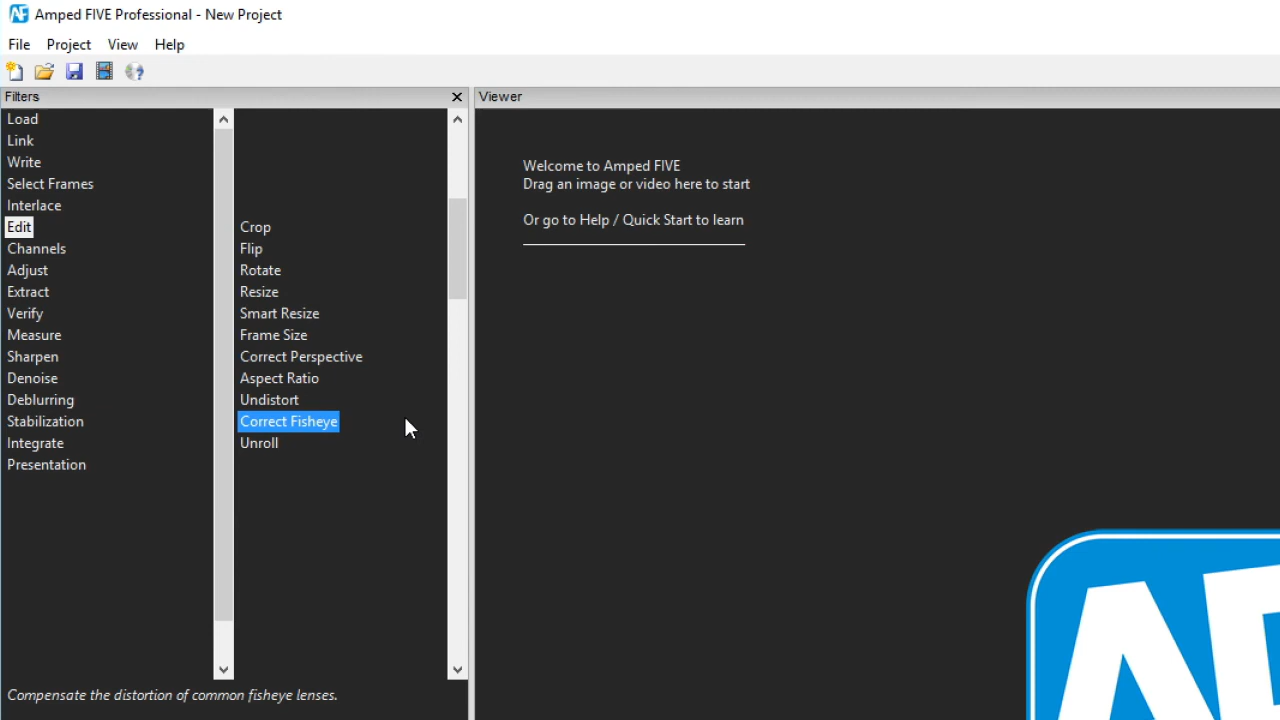 Amped FIVE Professional - New Project
File Project View Help
Filters
Viewer
Load
Link
Write
Select Frames
Interlace
Edit
Channels
Adjust
Extract
Verify
Measure
Sharpen
Denoise
Deblurring
Stabilization
Integrate
Presentation
Crop
Flip
Rotate
Resize
Smart Resize
Frame Size
Correct Perspective
Aspect Ratio
Undistort
Correct Fisheye
Unroll
Compensate the distortion of common fisheye lenses.
Welcome to Amped FIVE
Drag an image or video here to start
Or go to Help / Quick Start to learn